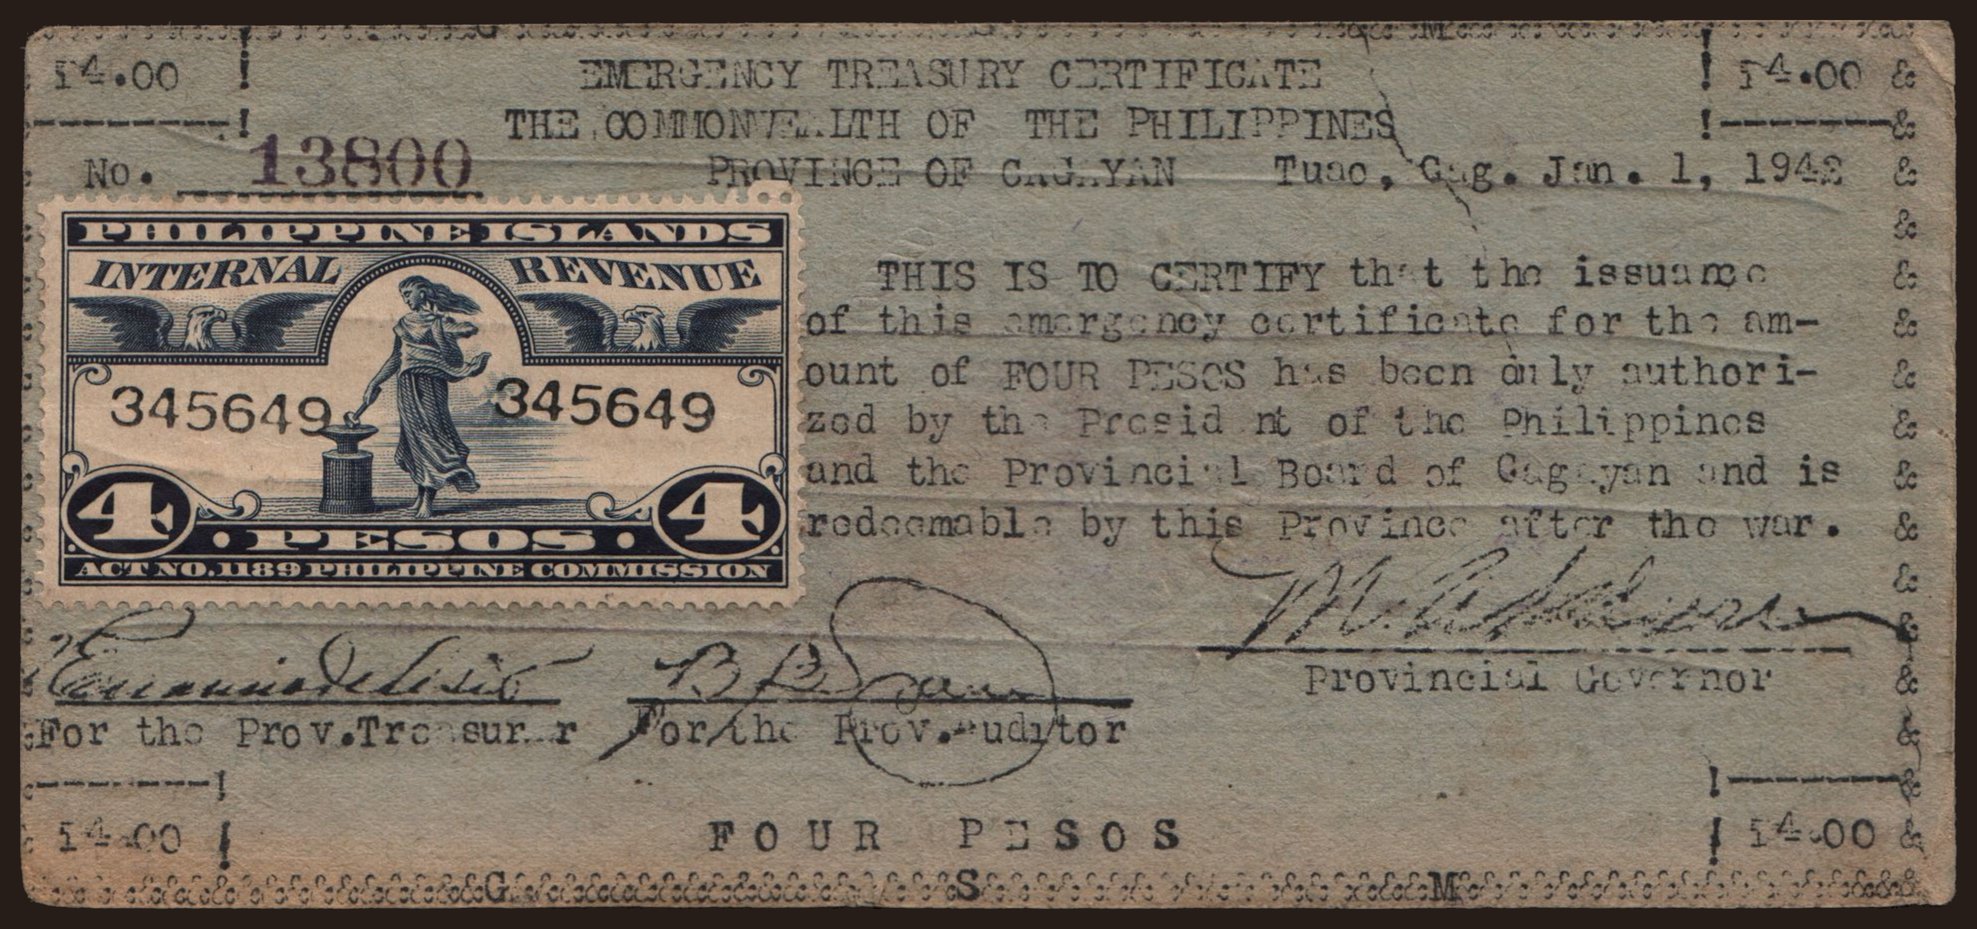 ₱4.00 ! EMERGENCY TREASURY CERTIFICATE ! ₱4.00 &
THE COMMONWEALTH OF THE PHILIPPINES
No. 13800 PROVINCE OF CAGAYAN Tuao, Cag. Jan. 1, 1942
PHILIPPINE ISLANDS
INTERNAL REVENUE
345649 345649
4 PESOS 4
ACT NO. 1189 PHILIPPINE COMMISSION
THIS IS TO CERTIFY that the issuance
of this emergency certificate for the am-
ount of FOUR PESOS has been duly authori-
zed by the President of the Philippines
and the Provincial Board of Cagayan and is
redeemable by this Province after the war.
Provincial Governor
For the Prov.Treasurer For the Prov.Auditor
₱4.00 ! FOUR PESOS ! ₱4.00 &
G S M